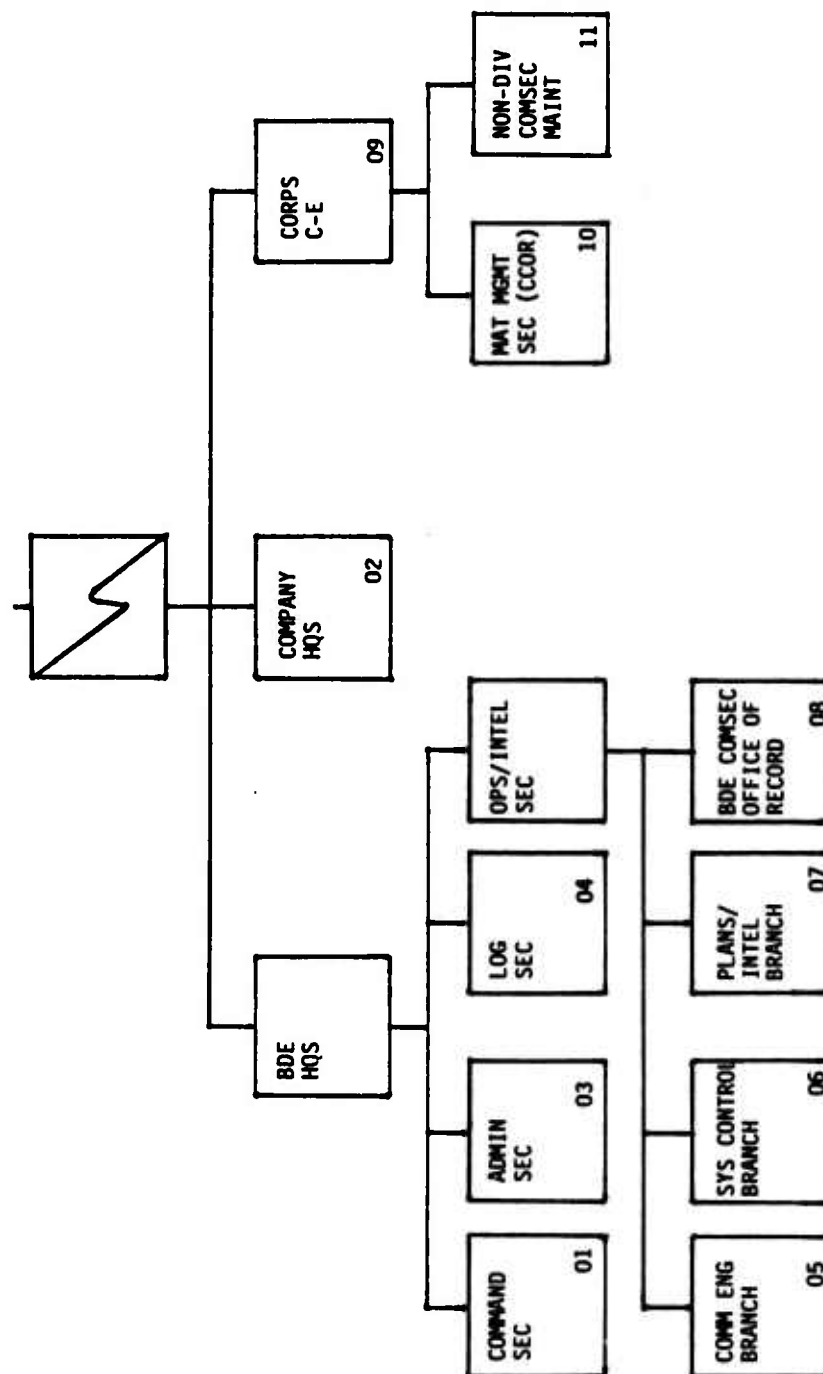 BDE
HQS
COMPANY
HQS
02
CORPS
C-E
09
COMMAND
SEC
01
ADMIN
SEC
03
LOG
SEC
04
OPS/INTEL
SEC
MAT MGMT
SEC (CCOR)
10
NON-DIV
COMSEC
MAINT
11
COMM ENG
BRANCH
05
SYS CONTROL
BRANCH
06
PLANS/
INTEL
BRANCH
07
BDE COMSEC
OFFICE OF
RECORD
08